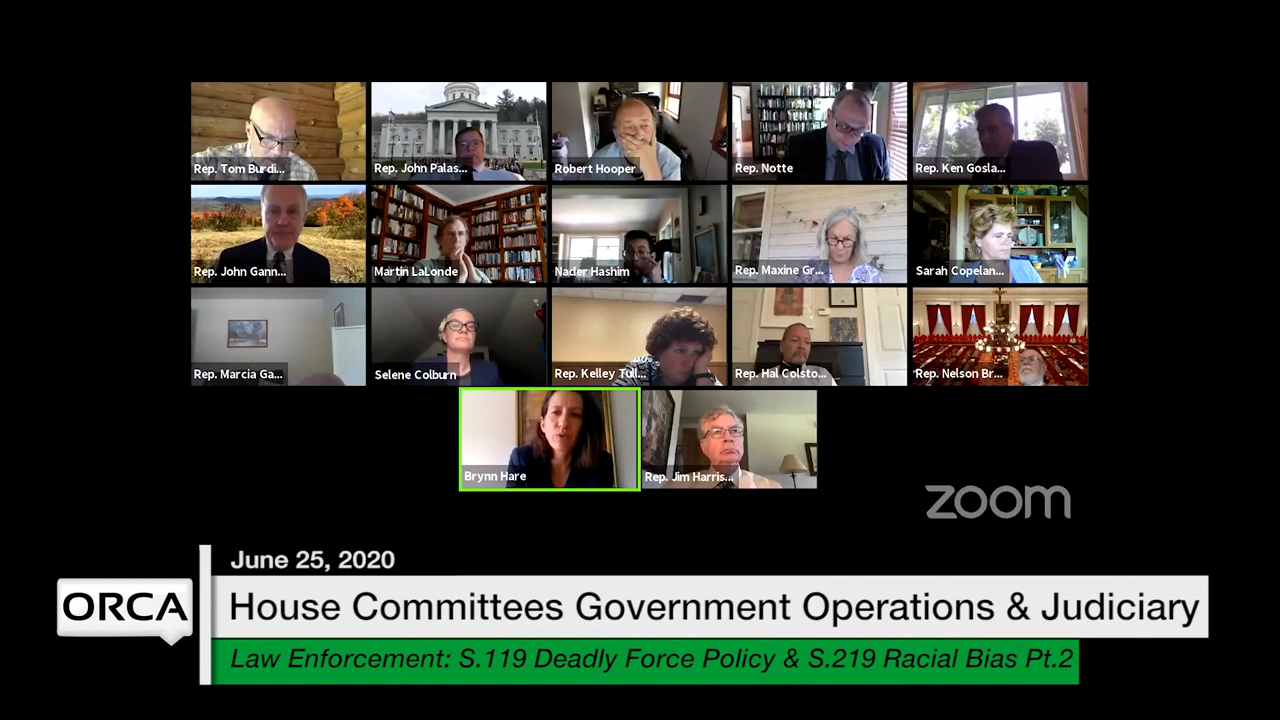 Rep. Tom Burdi...
Rep. John Palas...
Robert Hooper
Rep. Notte
Rep. Ken Gosla...
Rep. John Gann...
Martin LaLonde
Nader Hashim
Rep. Maxine Gr...
Sarah Copelan...
Rep. Marcia Ga...
Selene Colburn
Rep. Kelley Tull...
Rep. Hal Colsto...
Rep. Nelson Br...
Brynn Hare
Rep. Jim Harris...
zoom
June 25, 2020
ORCA
House Committees Government Operations & Judiciary
Law Enforcement: S.119 Deadly Force Policy & S.219 Racial Bias Pt.2